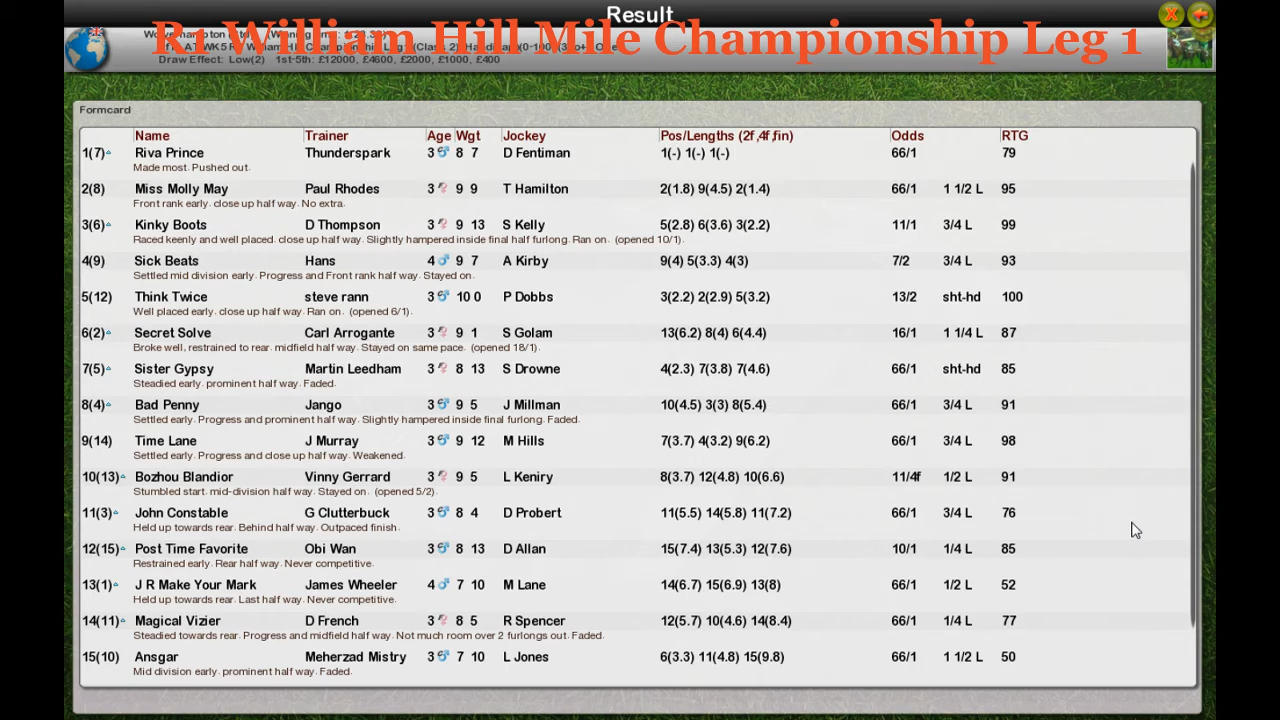 Result
R1 William Hill Mile Championship Leg 1
Draw Effect: Low(2) 1st-5th: £12000, £4600, £2000, £1000, £400
Formcard
Name Trainer Age Wgt Jockey Pos/Lengths (2f,4f,fin) Odds RTG
1(7) Riva Prince Thunderspark 3 8 7 D Fentiman 1(-) 1(-) 1(-) 66/1 79
Made most. Pushed out.
2(8) Miss Molly May Paul Rhodes 3 9 9 T Hamilton 2(1.8) 9(4.5) 2(1.4) 66/1 1 1/2 L 95
Front rank early. close up half way. No extra.
3(6) Kinky Boots D Thompson 3 9 13 S Kelly 5(2.8) 6(3.6) 3(2.2) 11/1 3/4 L 99
Raced keenly and well placed. close up half way. Slightly hampered inside final half furlong. Ran on. (opened 10/1).
4(9) Sick Beats Hans 4 9 7 A Kirby 9(4) 5(3.3) 4(3) 7/2 3/4 L 93
Settled mid division early. Progress and Front rank half way. Stayed on.
5(12) Think Twice steve rann 3 10 0 P Dobbs 3(2.2) 2(2.9) 5(3.2) 13/2 sht-hd 100
Well placed early. close up half way. Ran on. (opened 6/1).
6(2) Secret Solve Carl Arrogante 3 9 1 S Golam 13(6.2) 8(4) 6(4.4) 16/1 1 1/4 L 87
Broke well, restrained to rear. midfield half way. Stayed on same pace. (opened 18/1).
7(5) Sister Gypsy Martin Leedham 3 8 13 S Drowne 4(2.3) 7(3.8) 7(4.6) 66/1 sht-hd 85
Steadied early. prominent half way. Faded.
8(4) Bad Penny Jango 3 9 5 J Millman 10(4.5) 3(3) 8(5.4) 66/1 3/4 L 91
Settled early. Progress and prominent half way. Slightly hampered inside final furlong. Faded.
9(14) Time Lane J Murray 3 9 12 M Hills 7(3.7) 4(3.2) 9(6.2) 66/1 3/4 L 98
Settled early. Progress and close up half way. Weakened.
10(13) Bozhou Blandior Vinny Gerrard 3 9 5 L Keniry 8(3.7) 12(4.8) 10(6.6) 11/4f 1/2 L 91
Stumbled start. mid-division half way. Stayed on. (opened 5/2).
11(3) John Constable G Clutterbuck 3 8 4 D Probert 11(5.5) 14(5.8) 11(7.2) 66/1 3/4 L 76
Held up towards rear. Behind half way. Outpaced finish.
12(15) Post Time Favorite Obi Wan 3 8 13 D Allan 15(7.4) 13(5.3) 12(7.6) 10/1 1/4 L 85
Restrained early. Rear half way. Never competitive.
13(1) J R Make Your Mark James Wheeler 4 7 10 M Lane 14(6.7) 15(6.9) 13(8) 66/1 1/2 L 52
Held up towards rear. Last half way. Never competitive.
14(11) Magical Vizier D French 3 8 5 R Spencer 12(5.7) 10(4.6) 14(8.4) 66/1 1/4 L 77
Steadied towards rear. Progress and midfield half way. Not much room over 2 furlongs out. Faded.
15(10) Ansgar Meherzad Mistry 3 7 10 L Jones 6(3.3) 11(4.8) 15(9.8) 66/1 1 1/2 L 50
Mid division early. prominent half way. Faded.